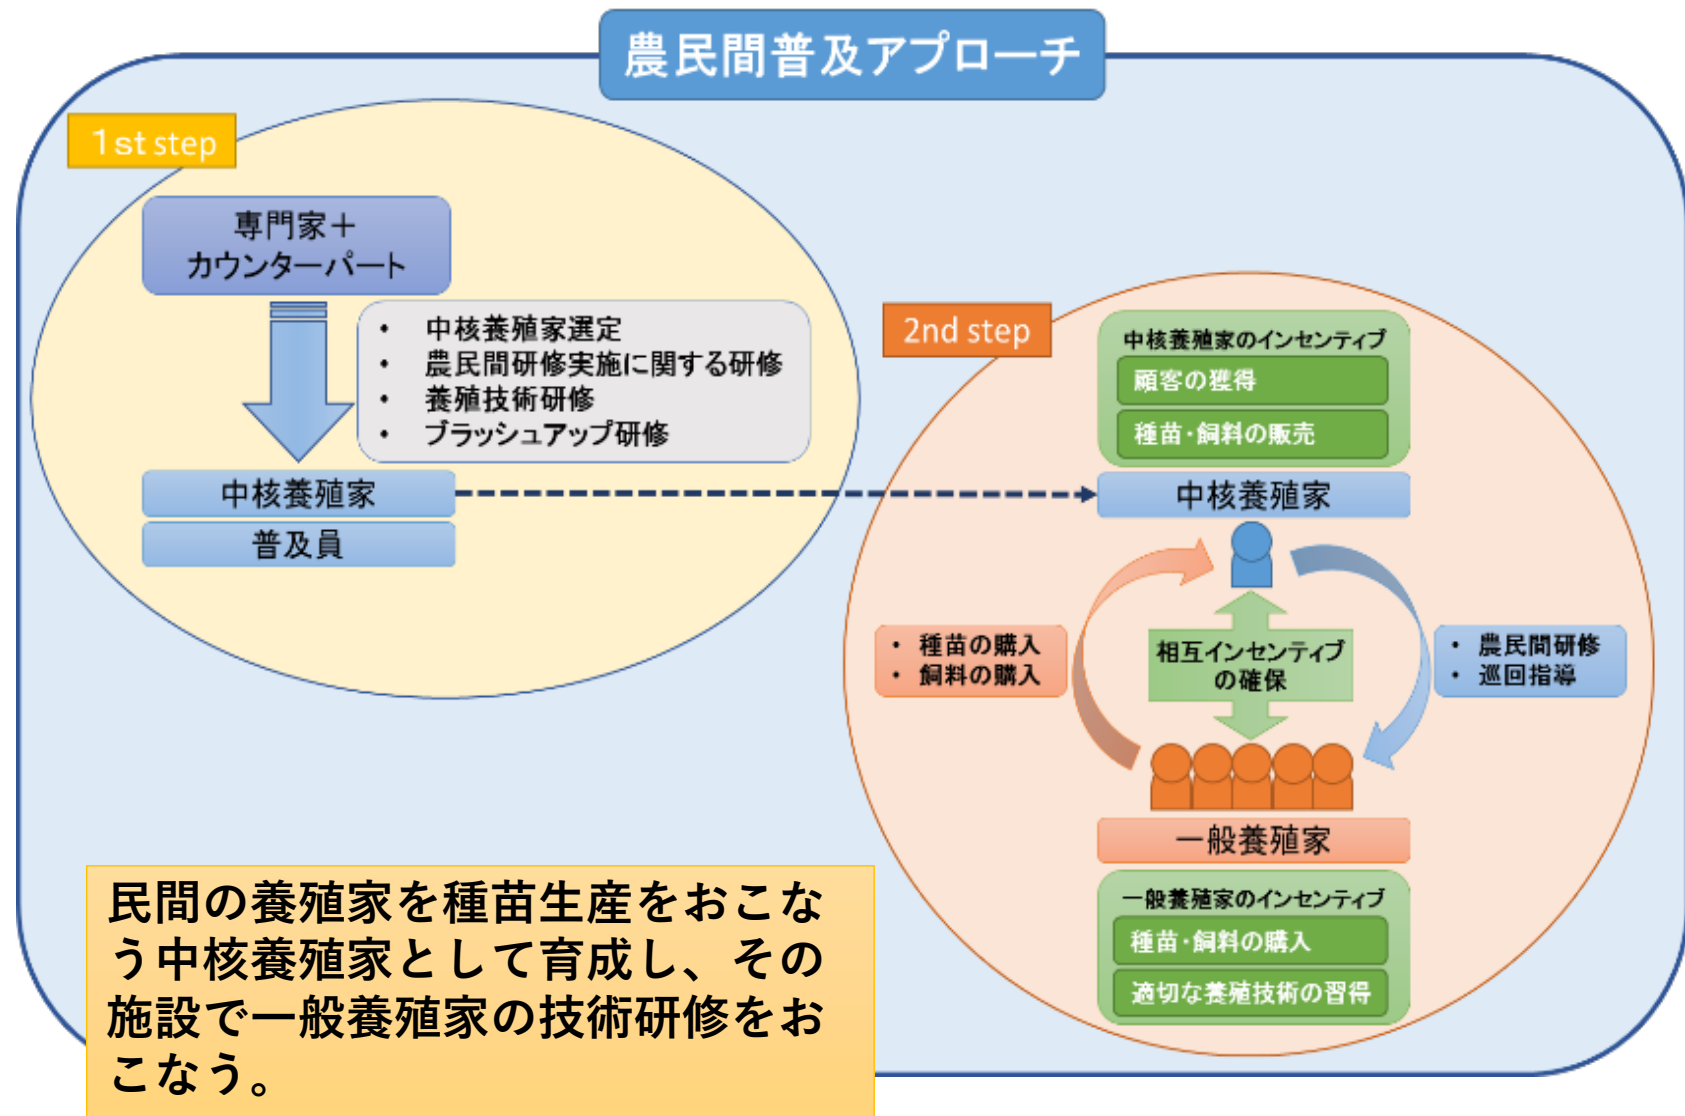 農民間普及アプローチ
1st step
専門家＋
カウンターパート
・ 中核養殖家選定
・ 農民間研修実施に関する研修
・ 養殖技術研修
・ ブラッシュアップ研修
中核養殖家
普及員
2nd step
中核養殖家のインセンティブ
顧客の獲得
種苗・飼料の販売
中核養殖家
・ 種苗の購入
・ 飼料の購入
相互インセンティブ
の確保
・ 農民間研修
・ 巡回指導
一般養殖家
一般養殖家のインセンティブ
種苗・飼料の購入
適切な養殖技術の習得
民間の養殖家を種苗生産をおこな
う中核養殖家として育成し、その
施設で一般養殖家の技術研修をお
こなう。